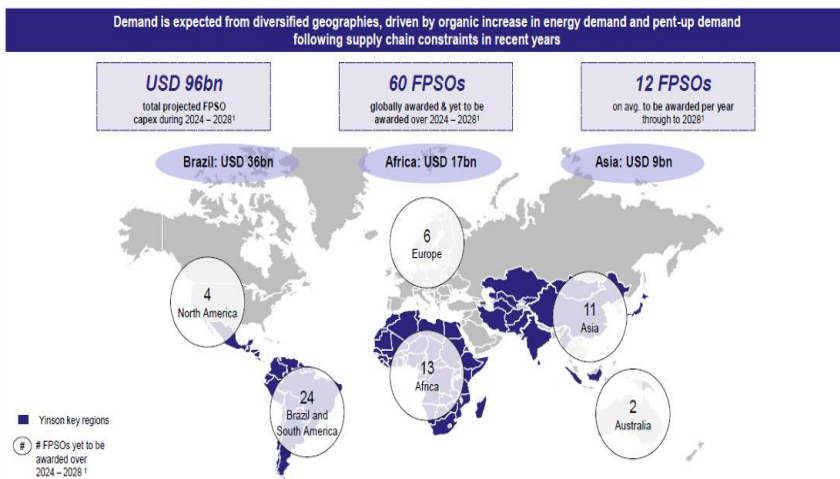 Demand is expected from diversified geographies, driven by organic increase in energy demand and pent-up demand
following supply chain constraints in recent years
USD 96bn
total projected FPSO
capex during 2024 – 2028¹
60 FPSOs
globally awarded & yet to be
awarded over 2024 – 2028¹
12 FPSOs
on avg. to be awarded per year
through to 2028¹
Brazil: USD 36bn
Africa: USD 17bn
Asia: USD 9bn
6
Europe
4
North America
11
Asia
13
Africa
24
Brazil and
South America
2
Australia
Yinson key regions
# # FPSOs yet to be
awarded over
2024 – 2028 ¹